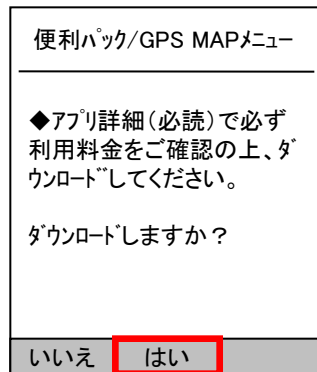 便利ﾊﾟｯｸ/GPS MAPﾒﾆｭｰ
◆ｱﾌﾟﾘ詳細(必読)で必ず
利用料金をご確認の上、ﾀﾞ
ｳﾝﾛｰﾄﾞしてください。
ﾀﾞｳﾝﾛｰﾄﾞしますか？
いいえ はい